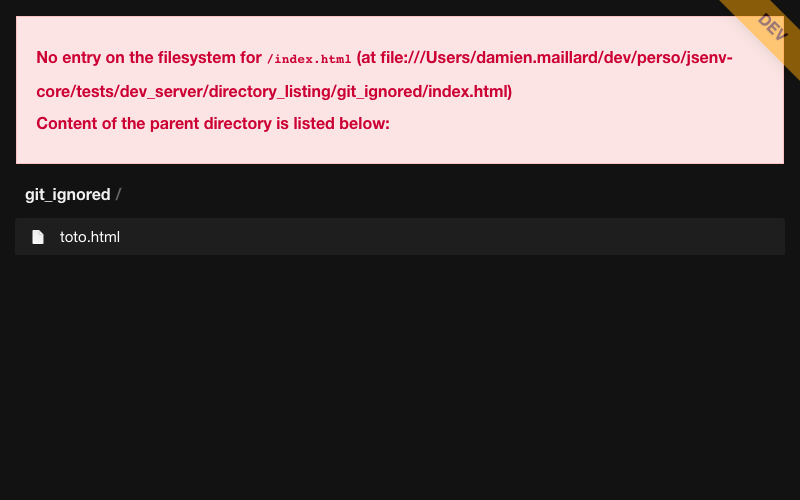 No entry on the filesystem for /index.html (at file:///Users/damien.maillard/dev/perso/jsenv-
core/tests/dev_server/directory_listing/git_ignored/index.html)
Content of the parent directory is listed below:
DEV
git_ignored /
toto.html